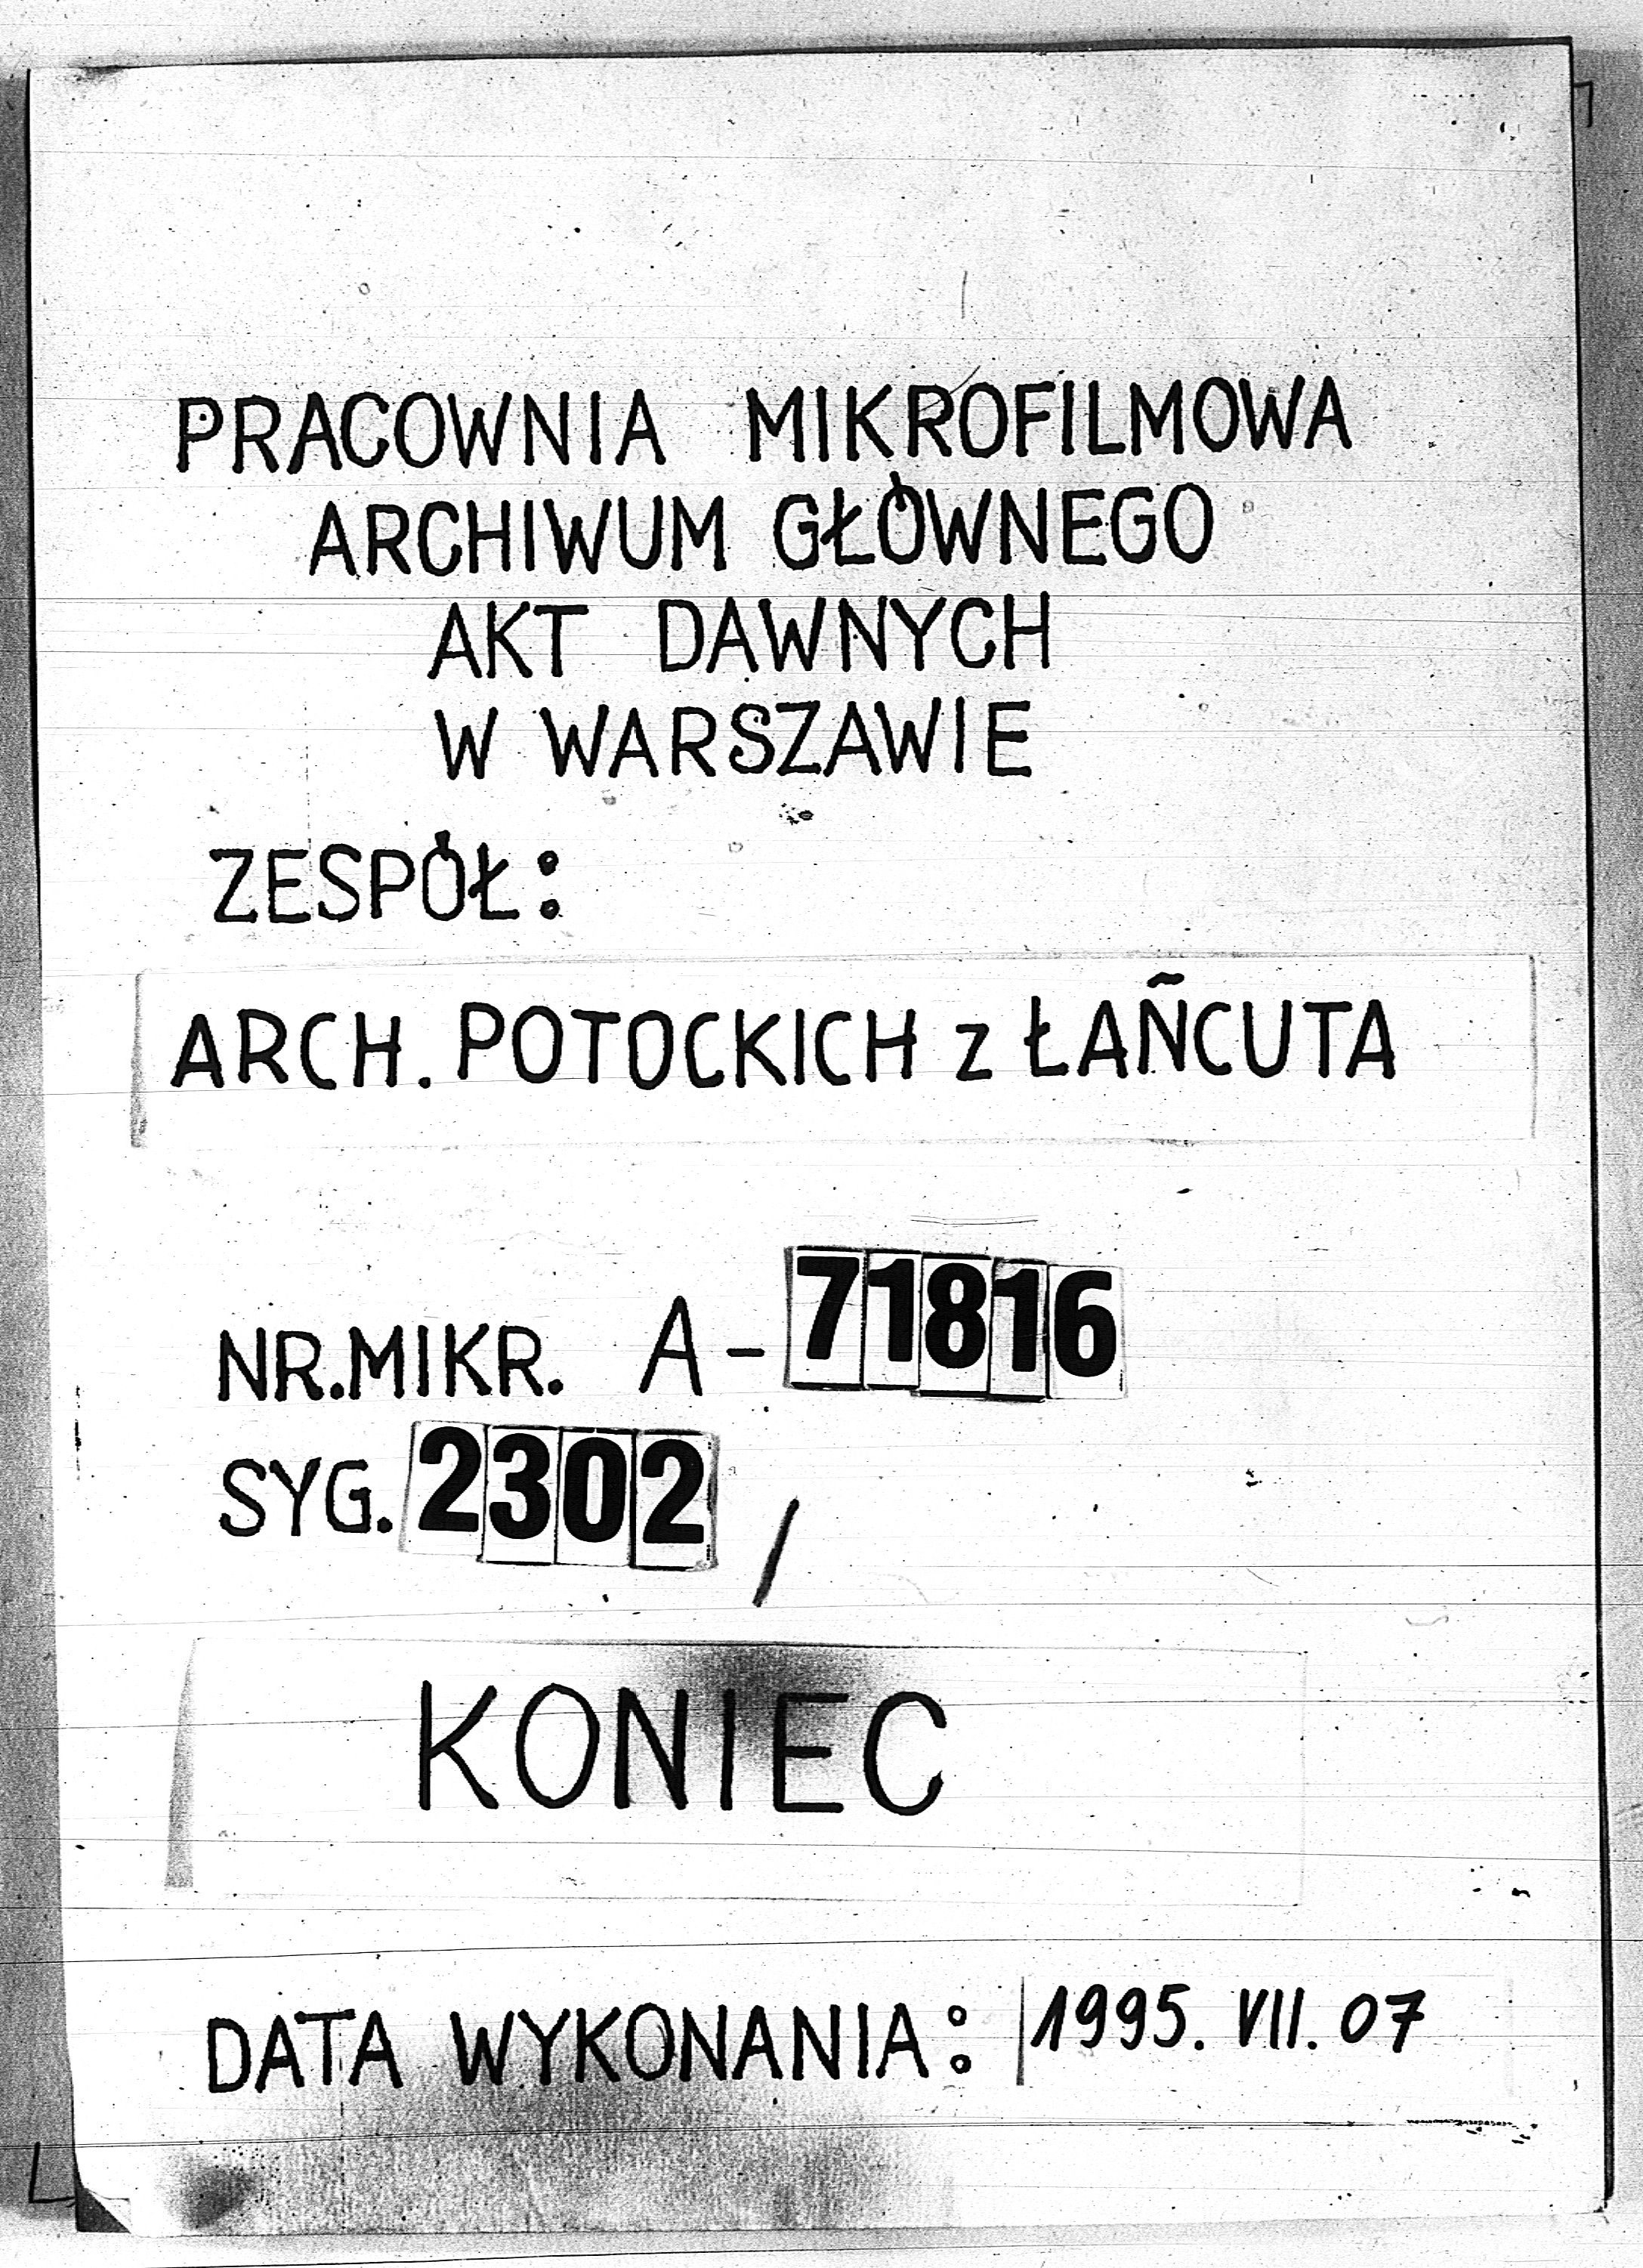 PRACOWNIA MIKROFILMOWA
ARCHIWUM GŁÓWNEGO
AKT DAWNYCH
W WARSZAWIE
ZESPÓŁ:
ARCH. POTOCKICH z ŁAŃCUTA
NR.MIKR. A-71816
SYG. 2302 /
KONIEC
DATA WYKONANIA: 1995. VII. 07